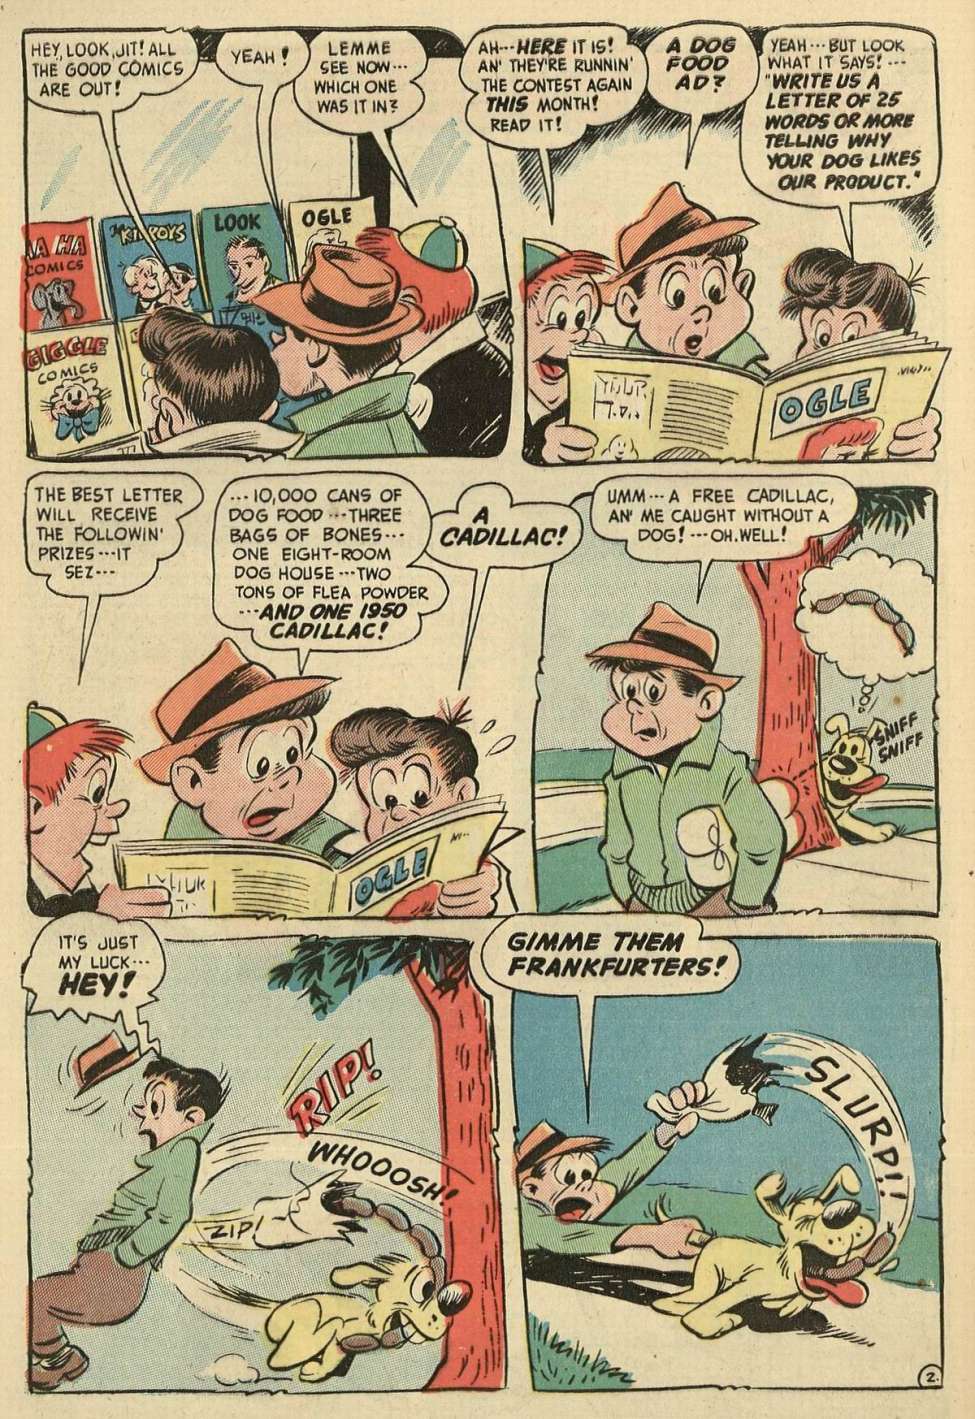 HEY, LOOK, JIT! ALL
THE GOOD COMICS
ARE OUT!
YEAH!
LEMME
SEE NOW---
WHICH ONE
WAS IT IN?
HA HA
COMICS
KIDDOYS
LOOK
OGLE
GIGGLE
COMICS
AH--- HERE IT IS!
AN' THEY'RE RUNNIN'
THE CONTEST AGAIN
THIS MONTH!
READ IT!
A DOG
FOOD
AD?
YEAH --- BUT LOOK
WHAT IT SAYS! ---
"WRITE US A
LETTER OF 25
WORDS OR MORE
TELLING WHY
YOUR DOG LIKES
OUR PRODUCT."
OGLE
THE BEST LETTER
WILL RECEIVE
THE FOLLOWIN'
PRIZES---IT
SEZ---
--- 10,000 CANS OF
DOG FOOD ---THREE
BAGS OF BONES---
ONE EIGHT-ROOM
DOG HOUSE ---TWO
TONS OF FLEA POWDER
---AND ONE 1950
CADILLAC!
A
CADILLAC!
OGLE
UMM--- A FREE CADILLAC,
AN' ME CAUGHT WITHOUT A
DOG! --- OH, WELL!
SNIFF
SNIFF
IT'S JUST
MY LUCK---
HEY!
RIP!
WHOOOSH!
ZIP!
GIMME THEM
FRANKFURTERS!
SLURP!!
2.